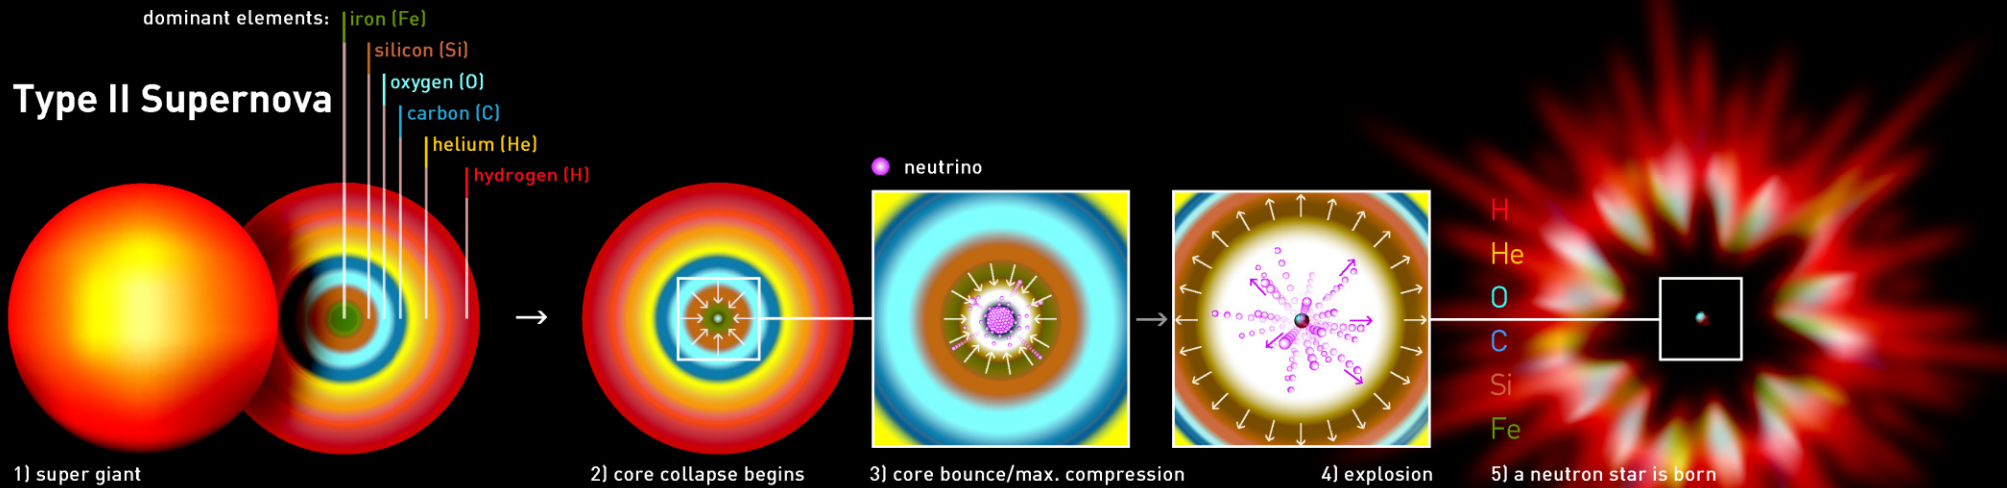 dominant elements:
iron (Fe)
silicon (Si)
oxygen (O)
carbon (C)
helium (He)
hydrogen (H)
Type II Supernova
neutrino
H
He
O
C
Si
Fe
1) super giant
2) core collapse begins
3) core bounce/max. compression
4) explosion
5) a neutron star is born